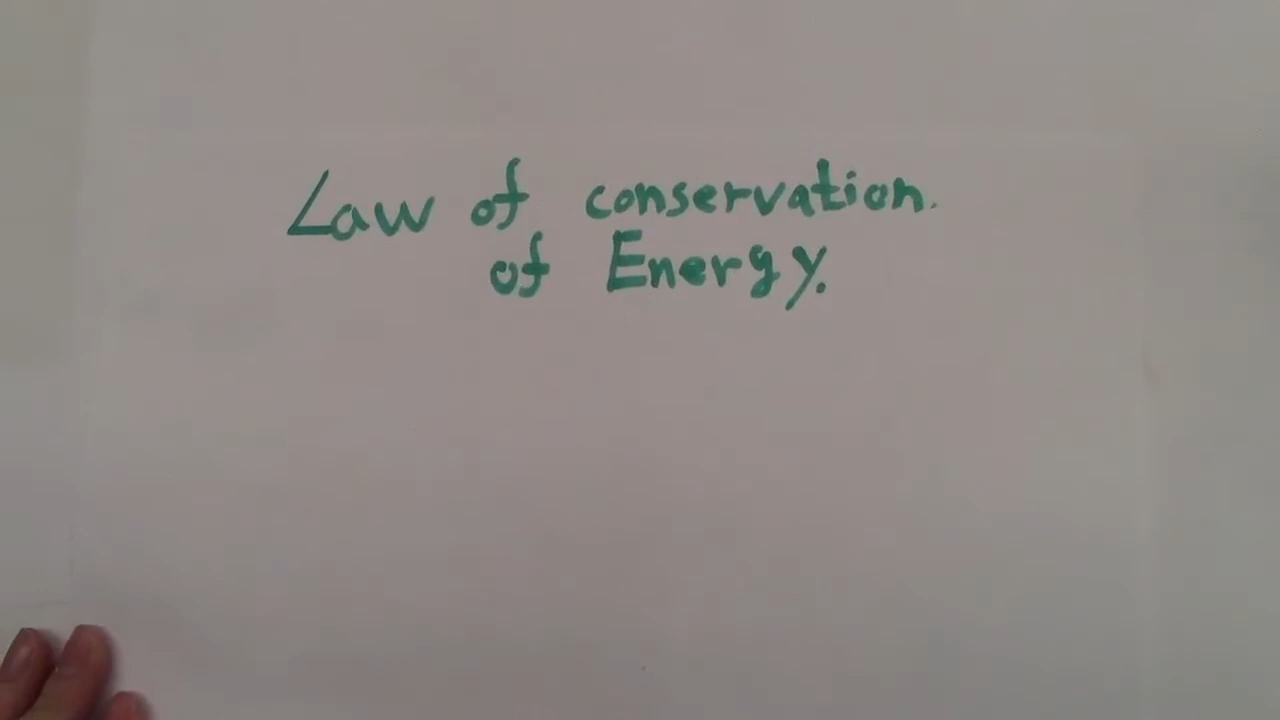 Law of conservation.
of Energy.